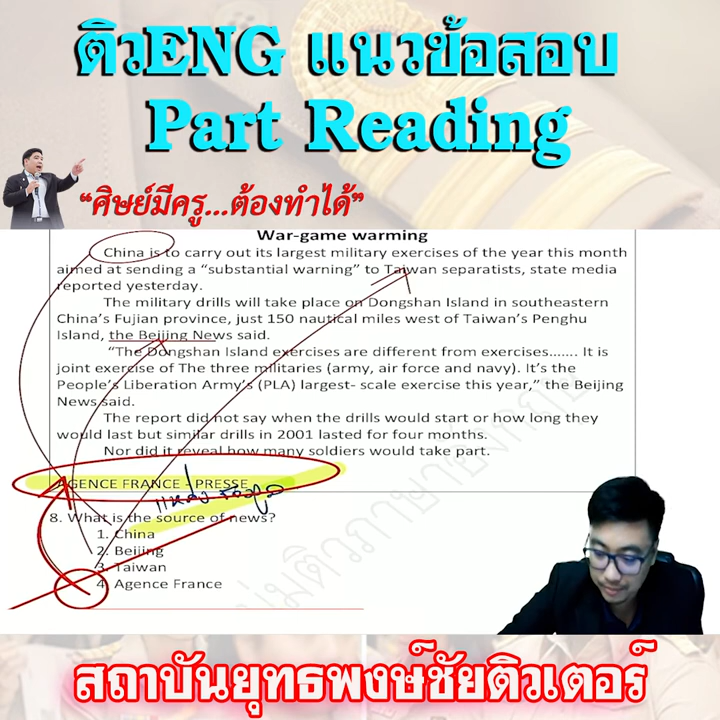 ติวENG แนวข้อสอบ
Part Reading
“ศิษย์มีครู...ต้องทำได้”
War-game warming
China is to carry out its largest military exercises of the year this month
aimed at sending a “substantial warning” to Taiwan separatists, state media
reported yesterday.
The military drills will take place on Dongshan Island in southeastern
China’s Fujian province, just 150 nautical miles west of Taiwan’s Penghu
Island, the Beijing News said.
“The Dongshan Island exercises are different from exercises....... It is
joint exercise of The three militaries (army, air force and navy). It’s the
People’s Liberation Army’s (PLA) largest- scale exercise this year,” the Beijing
News said.
The report did not say when the drills would start or how long they
would last but similar drills in 2001 lasted for four months.
Nor did it reveal how many soldiers would take part.
AGENCE FRANCE - PRESSE
8. What is the source of news?
1. China
2. Beijing
3. Taiwan
4. Agence France
สถาบันยุทธพงษ์ชัยติวเตอร์